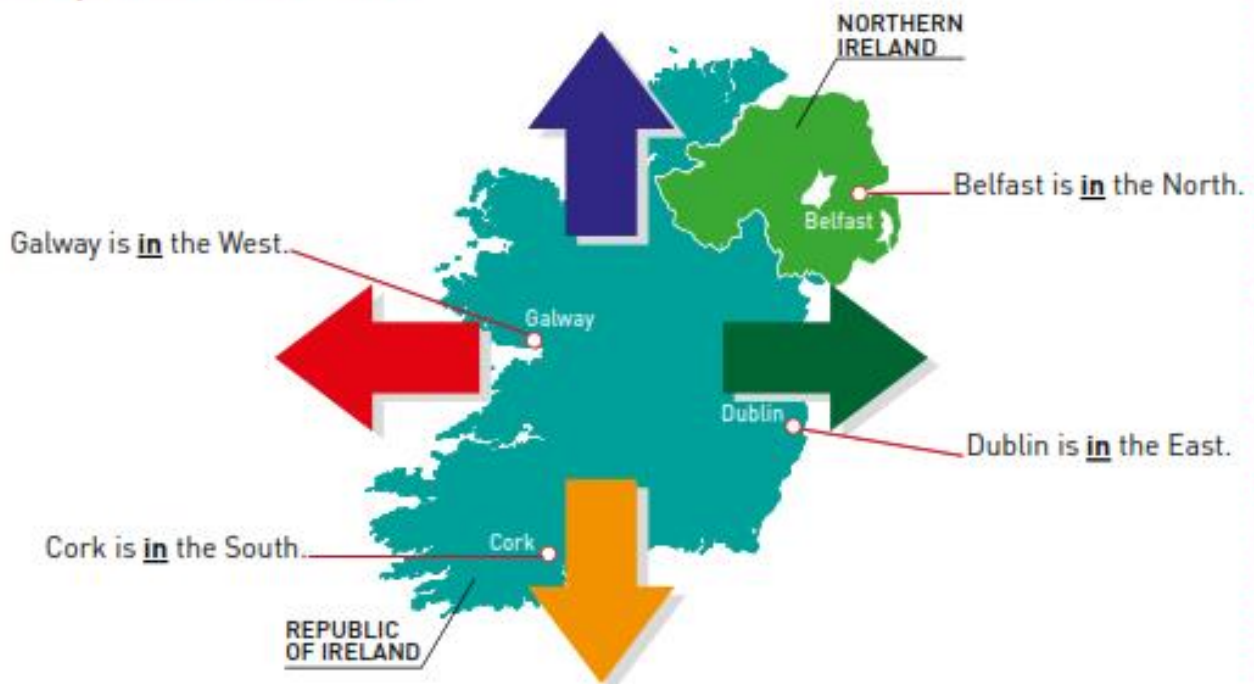 NORTHERN
IRELAND
Belfast is in the North.
Belfast
Galway is in the West.
Galway
Dublin
Dublin is in the East.
Cork is in the South.
Cork
REPUBLIC
OF IRELAND